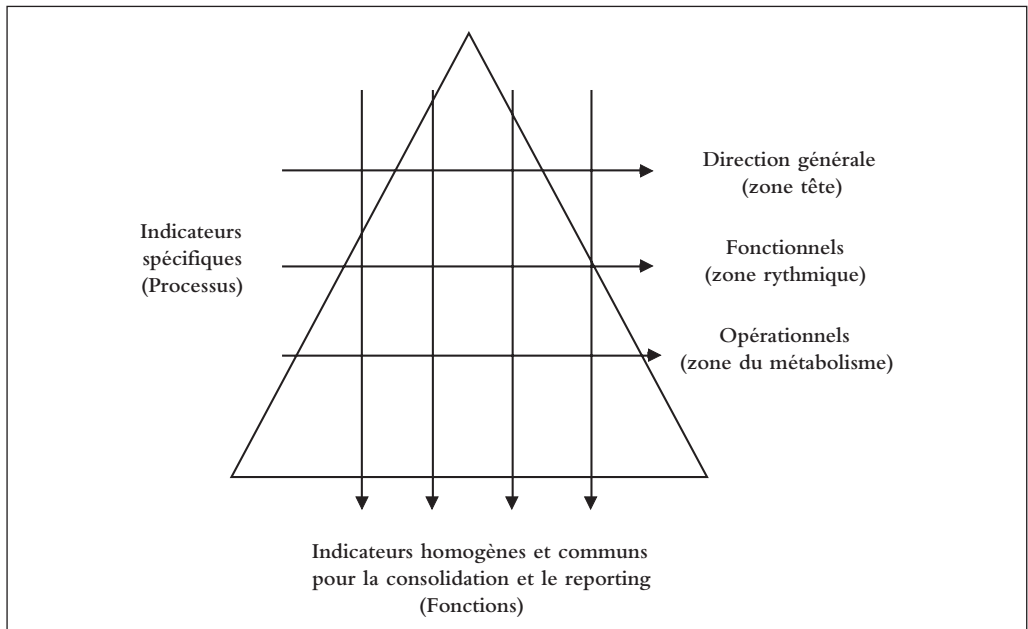 Direction générale
(zone tête)
Indicateurs
spécifiques
(Processus)
Fonctionnels
(zone rythmique)
Opérationnels
(zone du métabolisme)
Indicateurs homogènes et communs
pour la consolidation et le reporting
(Fonctions)